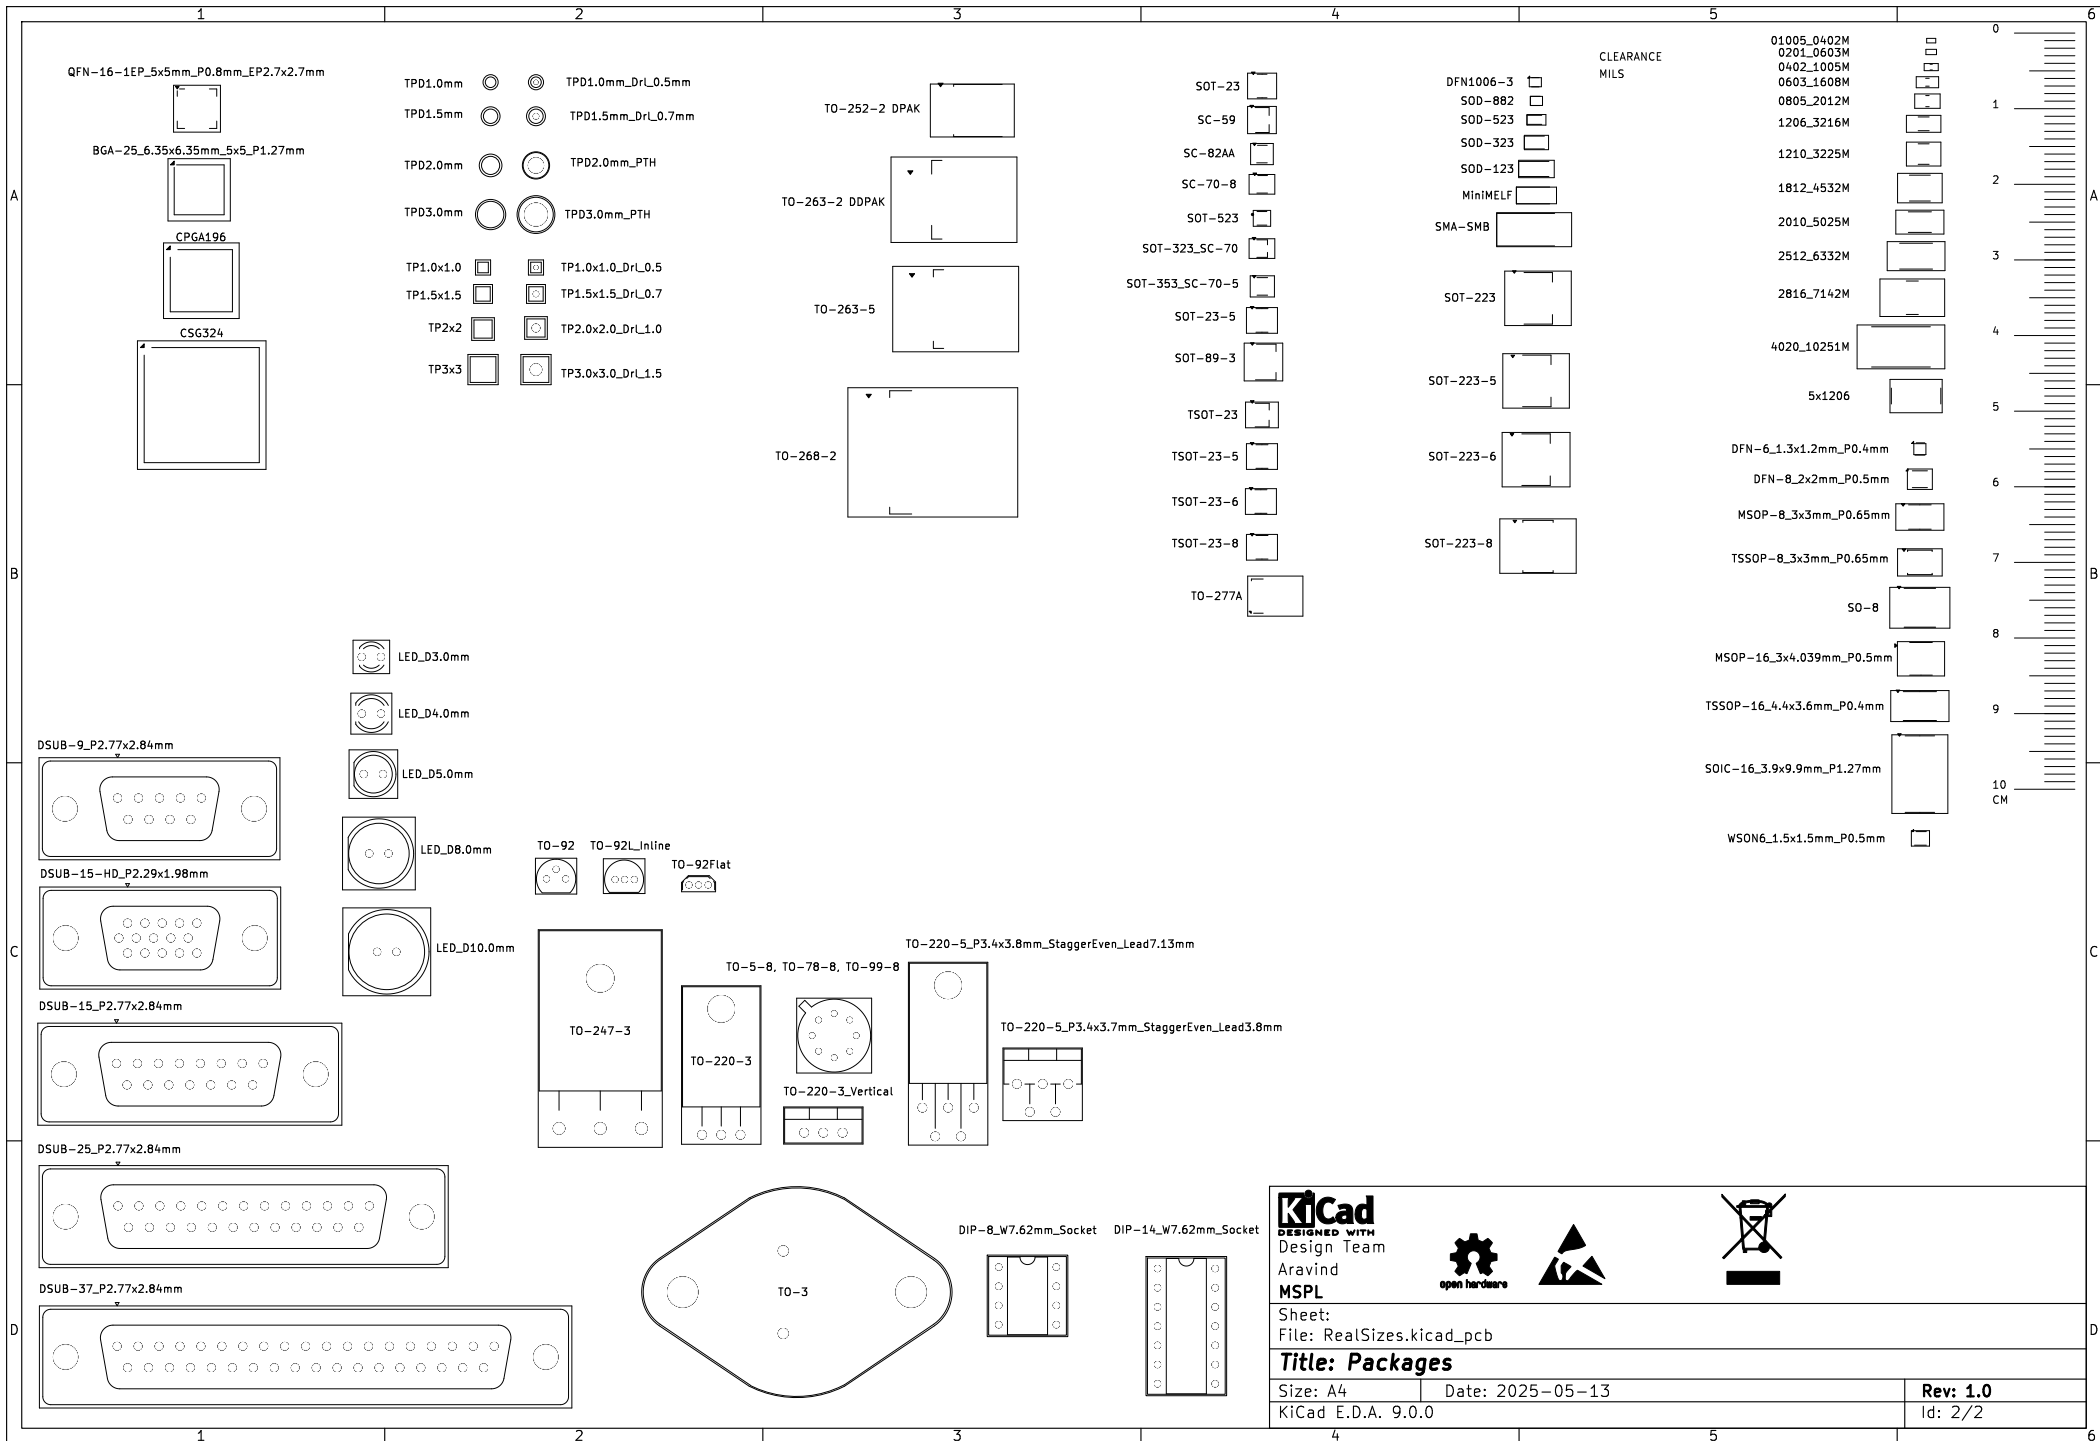 1 2 3 4 5 6
A
B
C
D
QFN-16-1EP_5x5mm_P0.8mm_EP2.7x2.7mm
BGA-25_6.35x6.35mm_5x5_P1.27mm
CPGA196
CSG324
TPD1.0mm
TPD1.0mm_Drl_0.5mm
TPD1.5mm
TPD1.5mm_Drl_0.7mm
TPD2.0mm
TPD2.0mm_PTH
TPD3.0mm
TPD3.0mm_PTH
TP1.0x1.0
TP1.0x1.0_Drl_0.5
TP1.5x1.5
TP1.5x1.5_Drl_0.7
TP2x2
TP2.0x2.0_Drl_1.0
TP3x3
TP3.0x3.0_Drl_1.5
TO-252-2 DPAK
TO-263-2 DDPAK
TO-263-5
TO-268-2
SOT-23
SC-59
SC-82AA
SC-70-8
SOT-523
SOT-323_SC-70
SOT-353_SC-70-5
SOT-23-5
SOT-89-3
TSOT-23
TSOT-23-5
TSOT-23-6
TSOT-23-8
TO-277A
DFN1006-3
SOD-882
SOD-523
SOD-323
SOD-123
MiniMELF
SMA-SMB
SOT-223
SOT-223-5
SOT-223-6
SOT-223-8
CLEARANCE
MILS
01005_0402M
0201_0603M
0402_1005M
0603_1608M
0805_2012M
1206_3216M
1210_3225M
1812_4532M
2010_5025M
2512_6332M
2816_7142M
4020_10251M
5x1206
DFN-6_1.3x1.2mm_P0.4mm
DFN-8_2x2mm_P0.5mm
MSOP-8_3x3mm_P0.65mm
TSSOP-8_3x3mm_P0.65mm
SO-8
MSOP-16_3x4.039mm_P0.5mm
TSSOP-16_4.4x3.6mm_P0.4mm
SOIC-16_3.9x9.9mm_P1.27mm
WSON6_1.5x1.5mm_P0.5mm
0
1
2
3
4
5
6
7
8
9
10
CM
LED_D3.0mm
LED_D4.0mm
LED_D5.0mm
LED_D8.0mm
LED_D10.0mm
DSUB-9_P2.77x2.84mm
DSUB-15-HD_P2.29x1.98mm
DSUB-15_P2.77x2.84mm
DSUB-25_P2.77x2.84mm
DSUB-37_P2.77x2.84mm
TO-92
TO-92L_Inline
TO-92Flat
TO-247-3
TO-220-3
TO-5-8, TO-78-8, TO-99-8
TO-220-3_Vertical
TO-220-5_P3.4x3.8mm_StaggerEven_Lead7.13mm
TO-220-5_P3.4x3.7mm_StaggerEven_Lead3.8mm
TO-3
DIP-8_W7.62mm_Socket
DIP-14_W7.62mm_Socket
KiCad
DESIGNED WITH
Design Team
Aravind
MSPL
open hardware
Sheet:
File: RealSizes.kicad_pcb
Title: Packages
Size: A4
Date: 2025-05-13
Rev: 1.0
KiCad E.D.A. 9.0.0
Id: 2/2
A
B
C
D
1 2 3 4 5 6